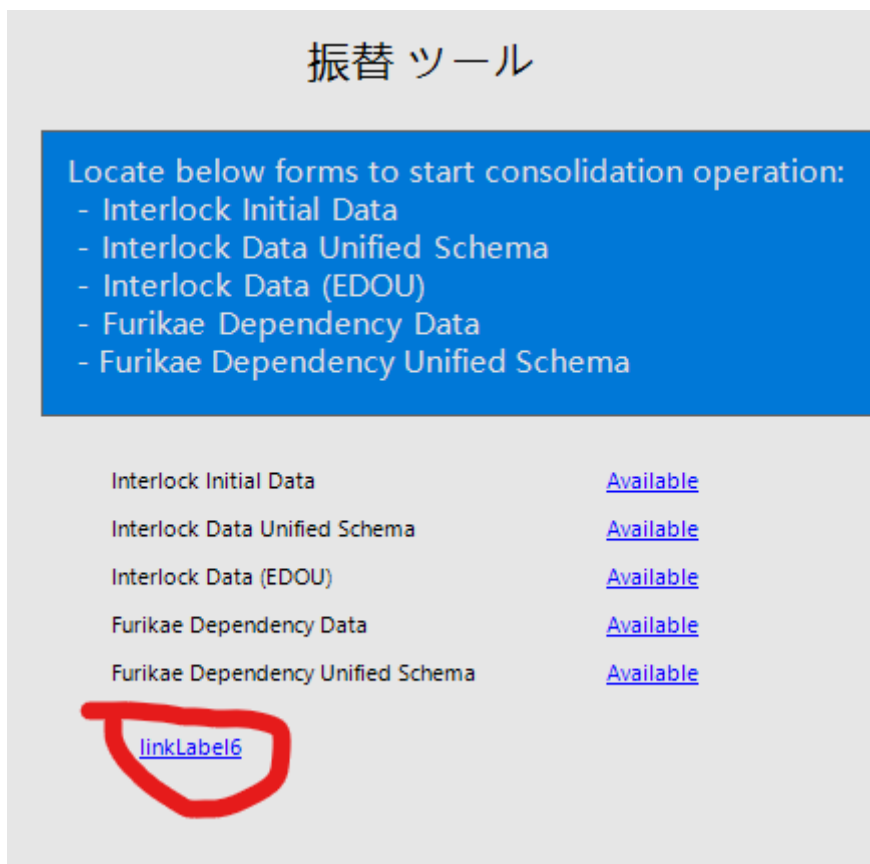 振替 ツール
Locate below forms to start consolidation operation:
- Interlock Initial Data
- Interlock Data Unified Schema
- Interlock Data (EDOU)
- Furikae Dependency Data
- Furikae Dependency Unified Schema
Interlock Initial Data Available
Interlock Data Unified Schema Available
Interlock Data (EDOU) Available
Furikae Dependency Data Available
Furikae Dependency Unified Schema Available
linkLabel6